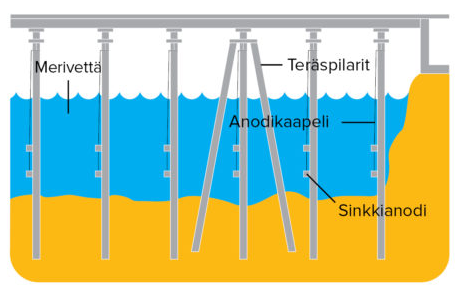 Merivettä
Teräspilarit
Anodikaapeli
Sinkkianodi